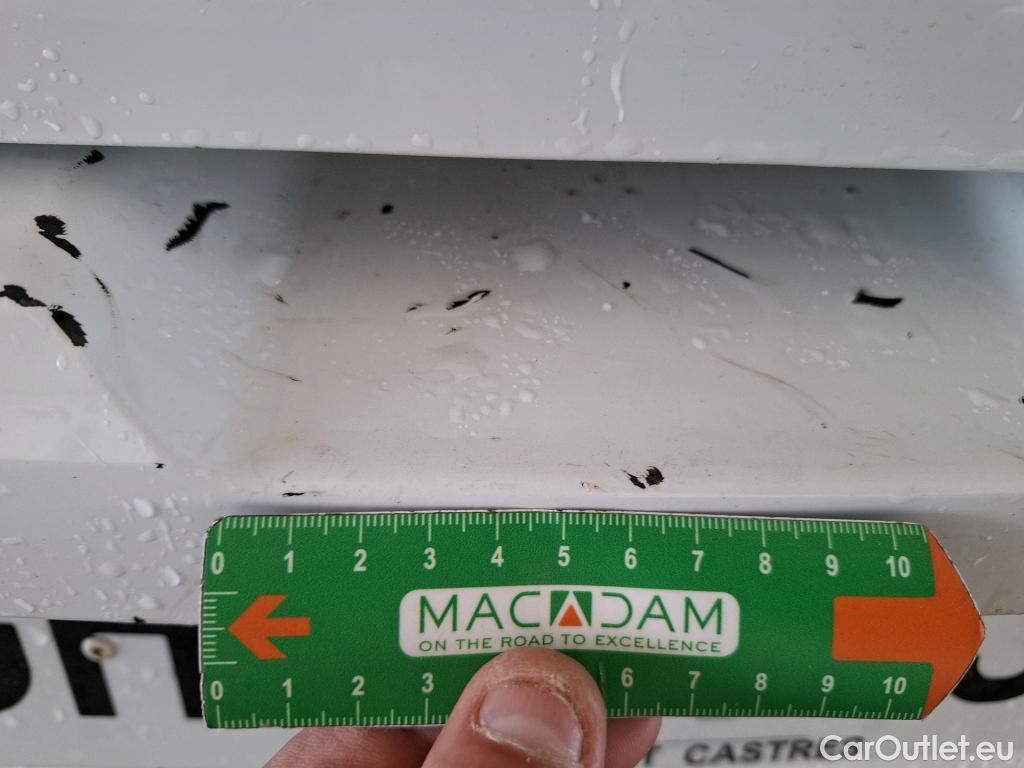 0 1 2 3 4 5 6 7 8 9 10
MACADAM
ON THE ROAD TO EXCELLENCE
0 1 2 3 6 7 8 9 10
CASTRES
CarOutlet.eu